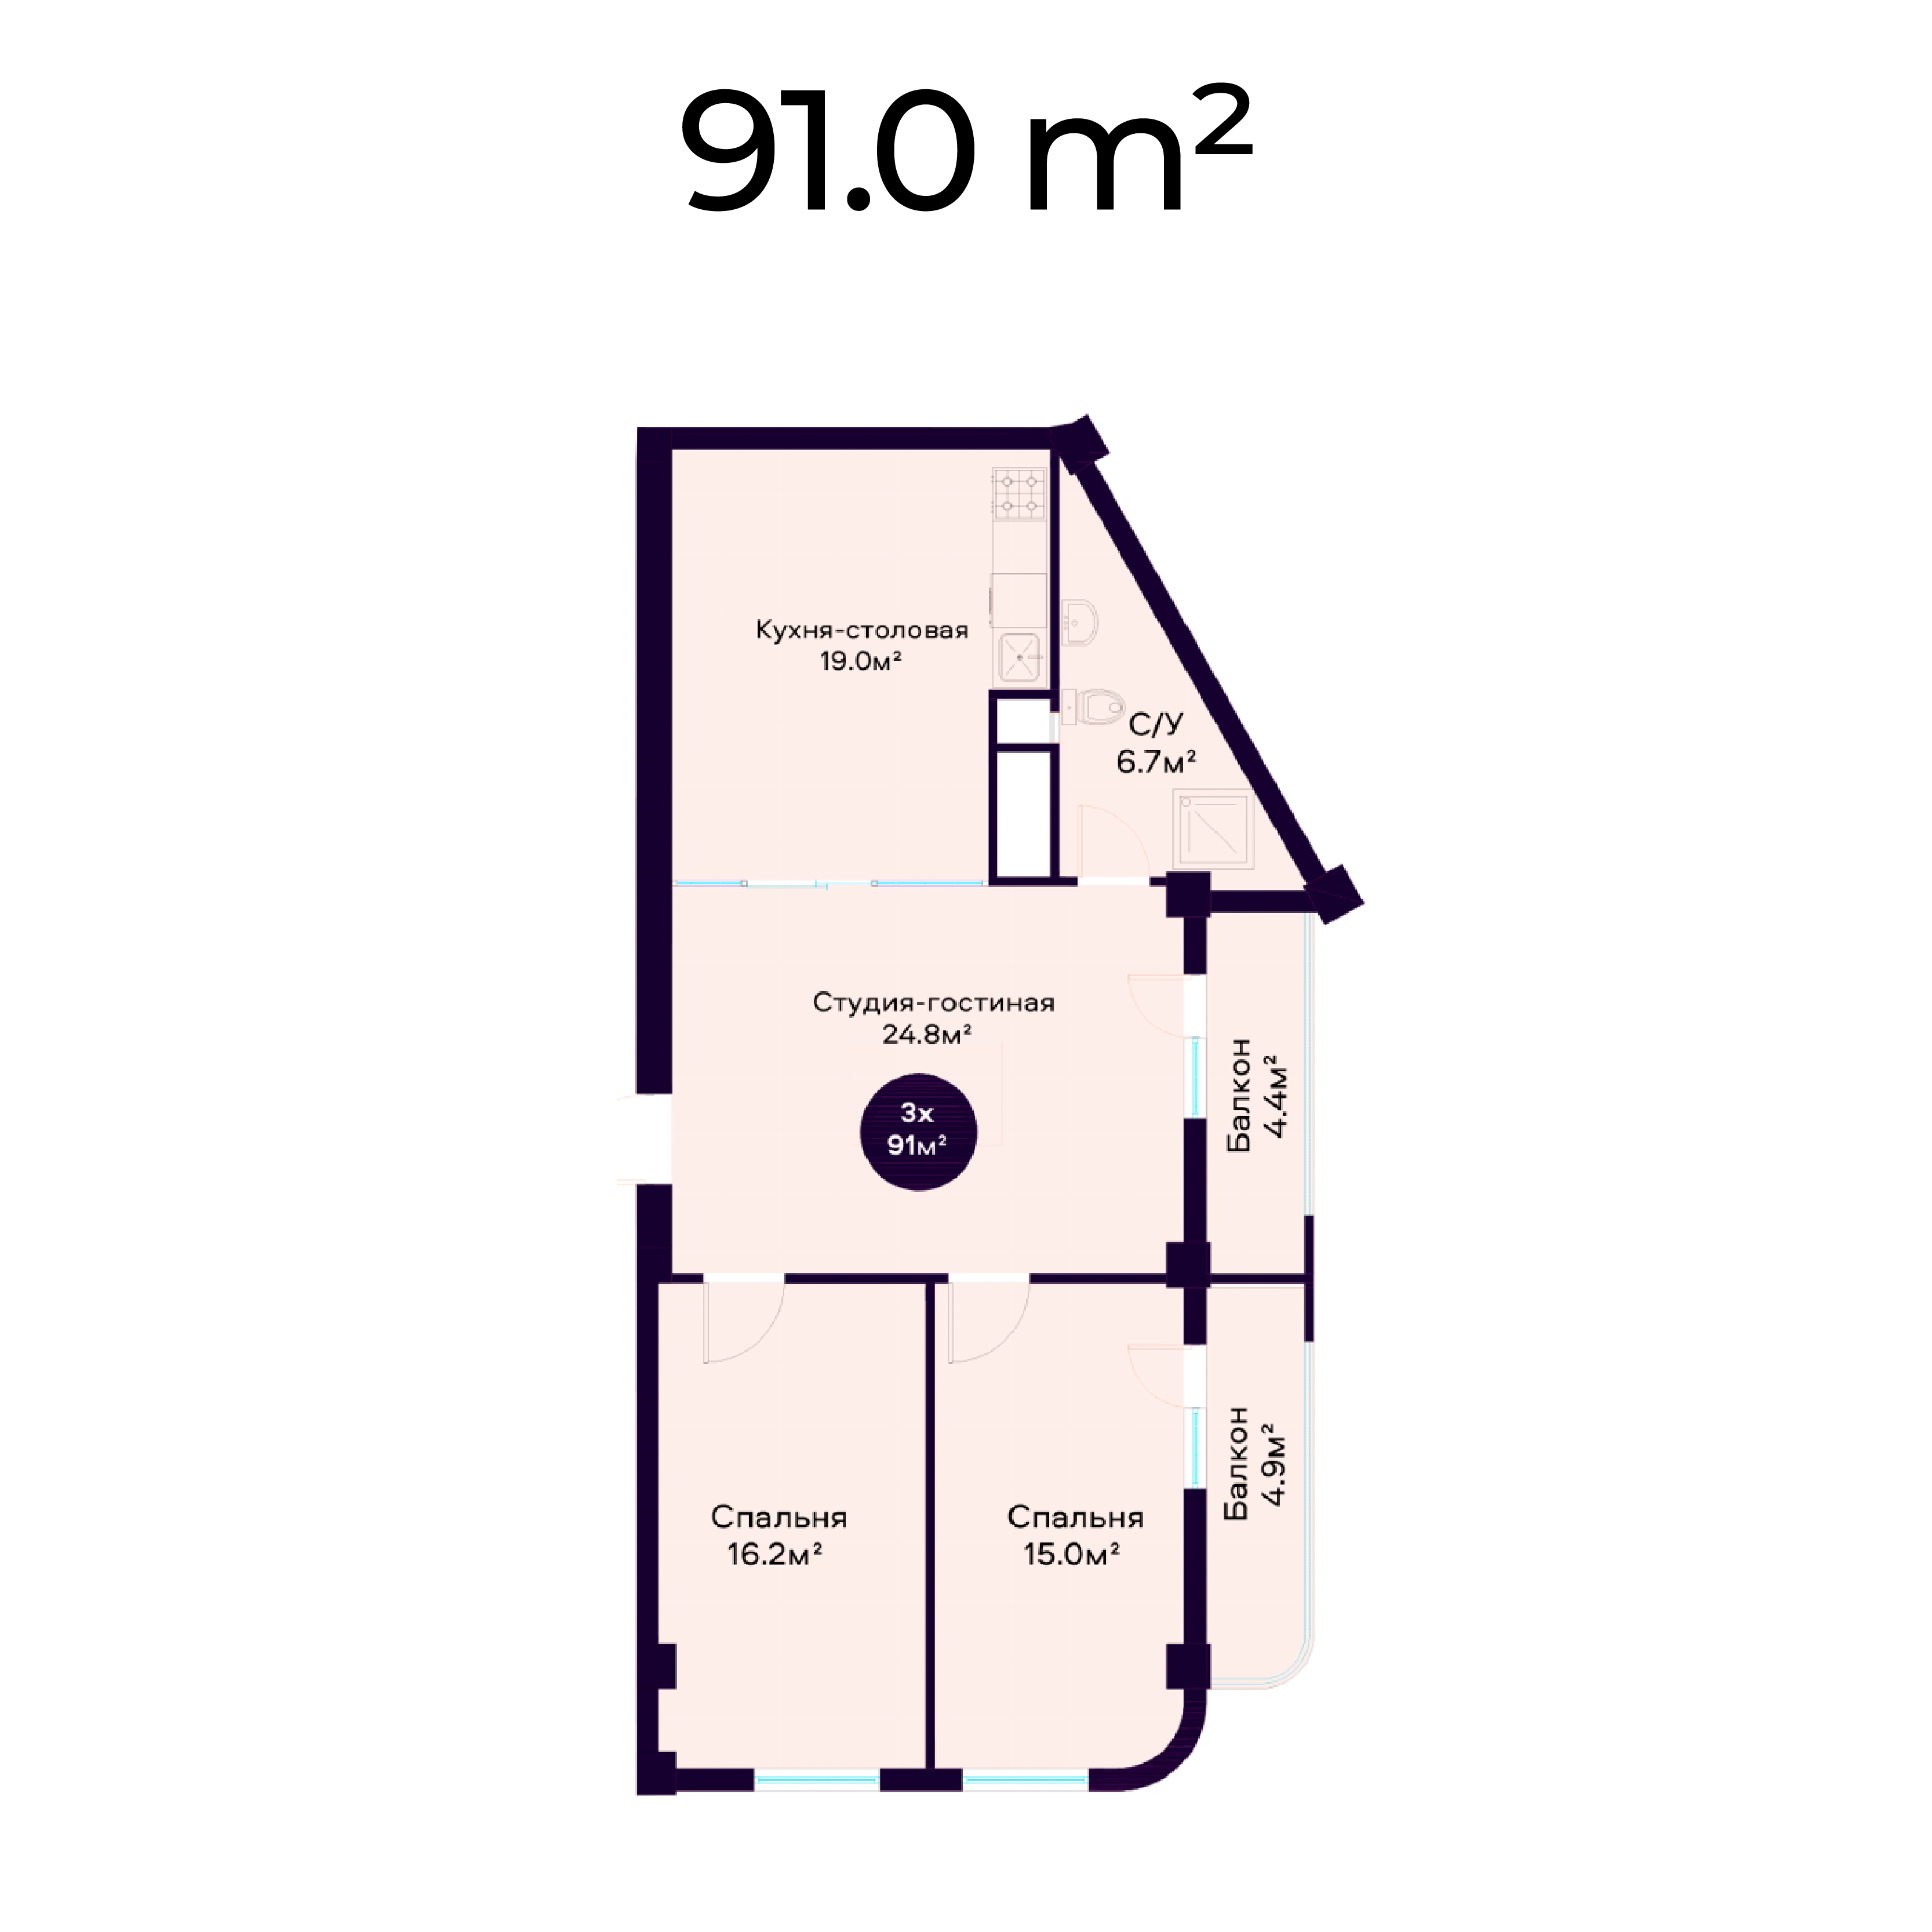 91.0 m²
Кухня-столовая
19.0м²
С/У
6.7м²
Студия-гостиная
24.8м²
3х
91м²
Балкон
4.4м²
Балкон
4.9м²
Спальня
16.2м²
Спальня
15.0м²